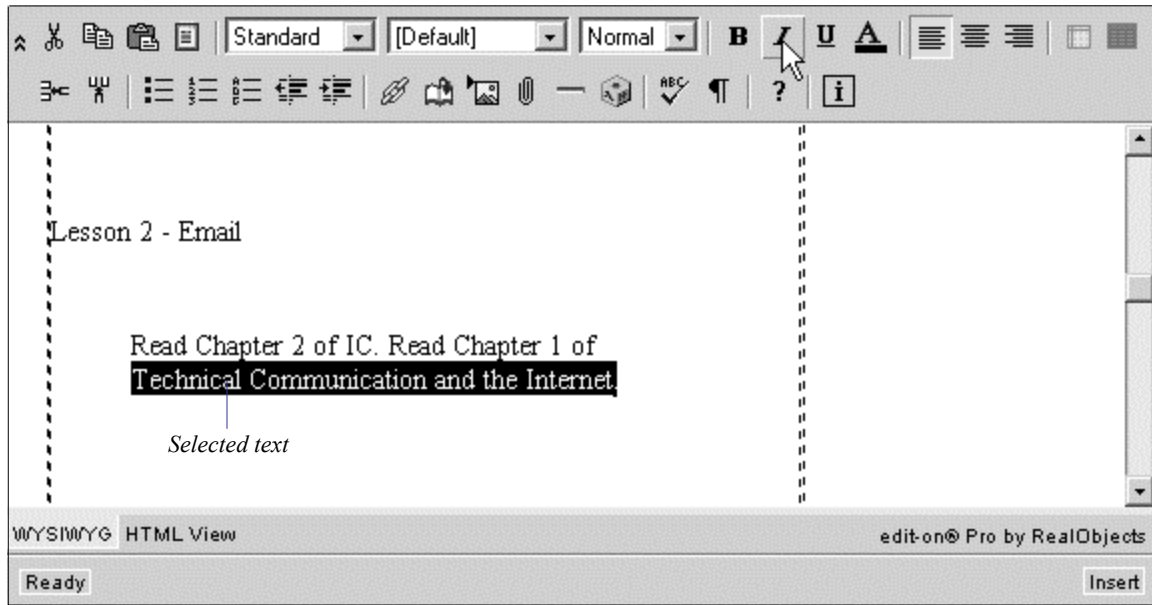 Standard [Default] Normal B I U A
ABC ¶ ? i
Lesson 2 - Email
Read Chapter 2 of IC. Read Chapter 1 of
Technical Communication and the Internet.
Selected text
WYSIWYG HTML View edit-on® Pro by RealObjects
Ready Insert